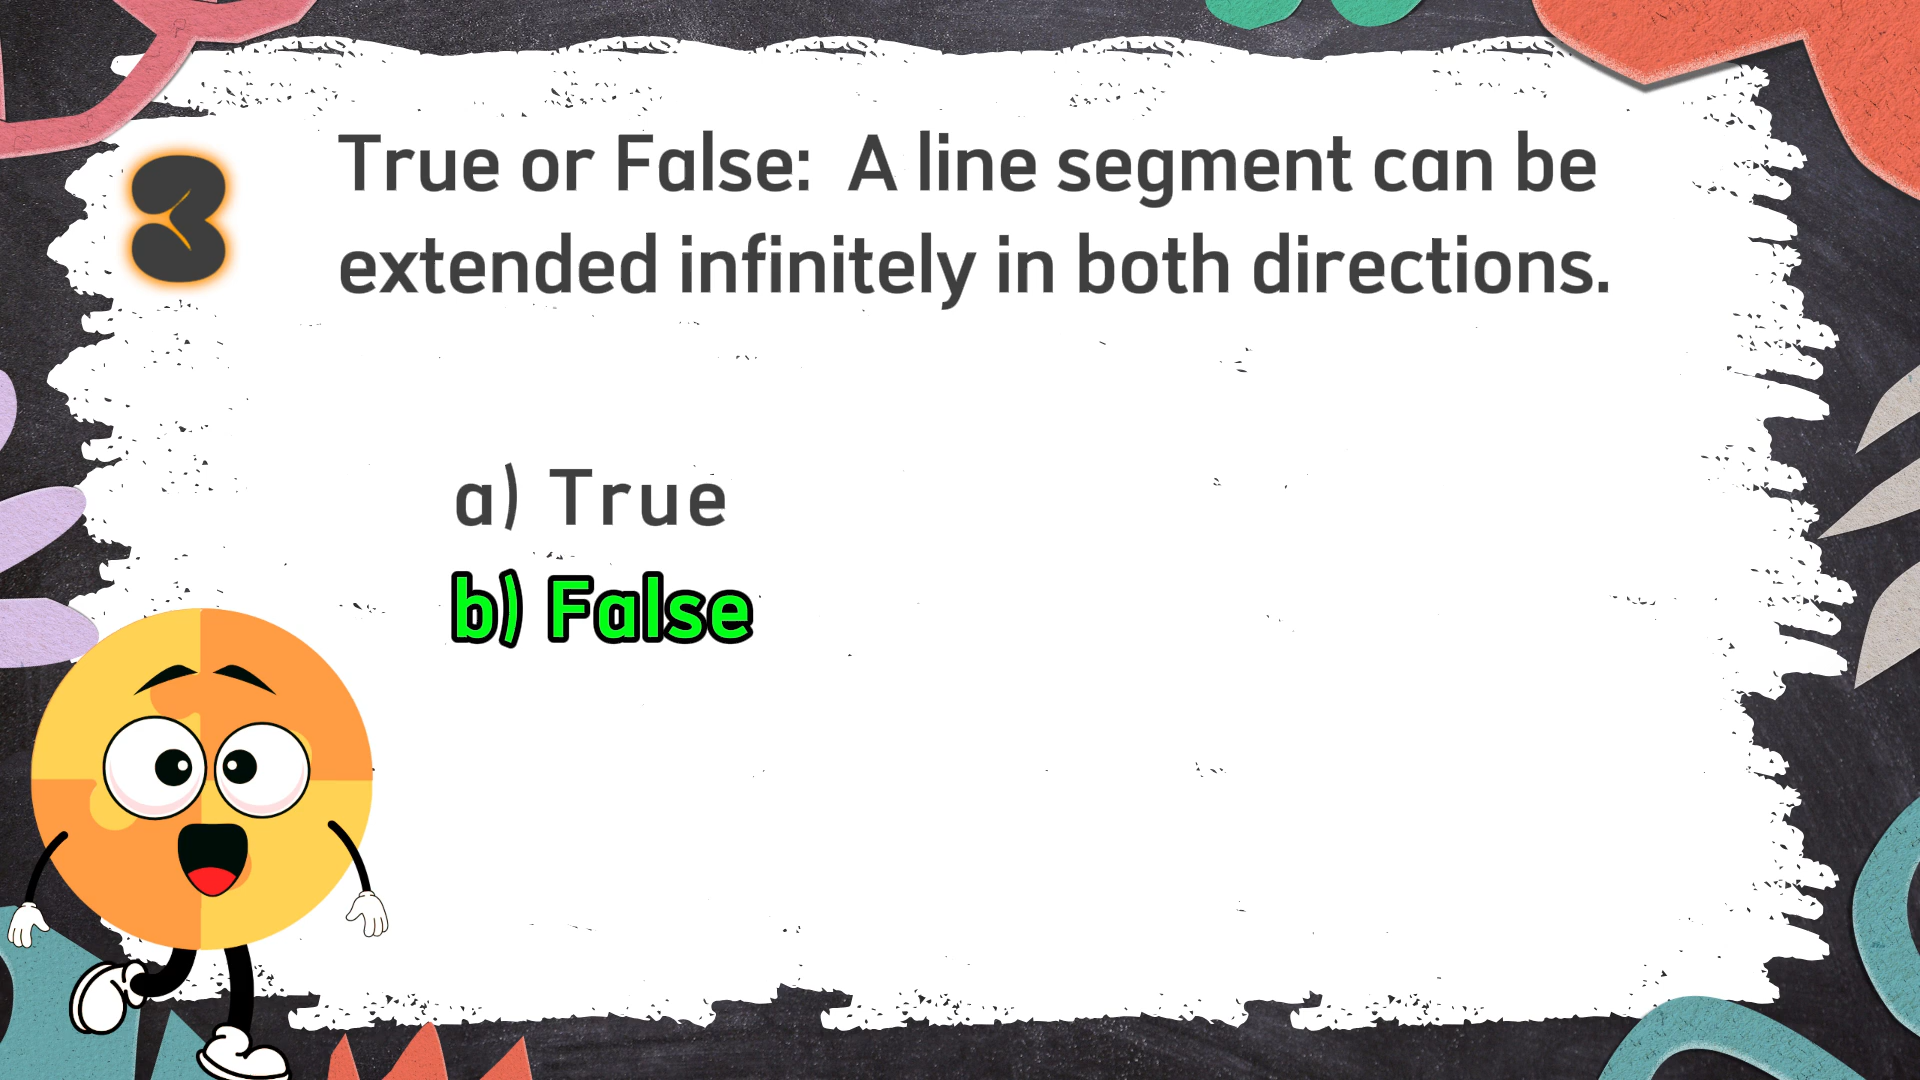 3
True or False:  A line segment can be
extended infinitely in both directions.
a) True
b) False